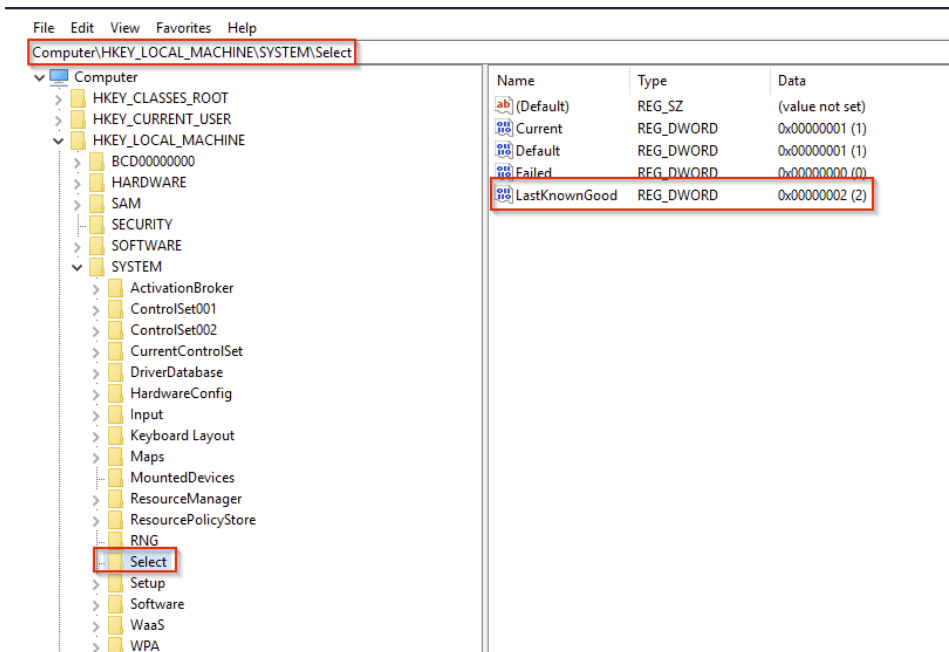 File Edit View Favorites Help
Computer\HKEY_LOCAL_MACHINE\SYSTEM\Select
Computer
HKEY_CLASSES_ROOT
HKEY_CURRENT_USER
HKEY_LOCAL_MACHINE
BCD00000000
HARDWARE
SAM
SECURITY
SOFTWARE
SYSTEM
ActivationBroker
ControlSet001
ControlSet002
CurrentControlSet
DriverDatabase
HardwareConfig
Input
Keyboard Layout
Maps
MountedDevices
ResourceManager
ResourcePolicyStore
RNG
Select
Setup
Software
WaaS
WPA
Name Type Data
ab (Default) REG_SZ (value not set)
Current REG_DWORD 0x00000001 (1)
Default REG_DWORD 0x00000001 (1)
Failed REG_DWORD 0x00000000 (0)
LastKnownGood REG_DWORD 0x00000002 (2)